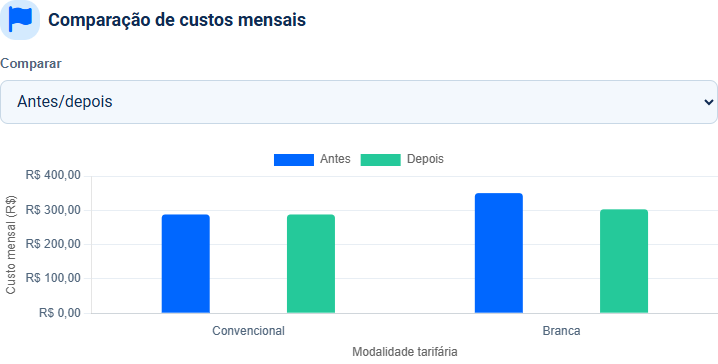 Comparação de custos mensais
Comparar
Antes/depois
Antes Depois
Custo mensal (R$)
R$ 400,00
R$ 300,00
R$ 200,00
R$ 100,00
R$ 0,00
Convencional Branca
Modalidade tarifária